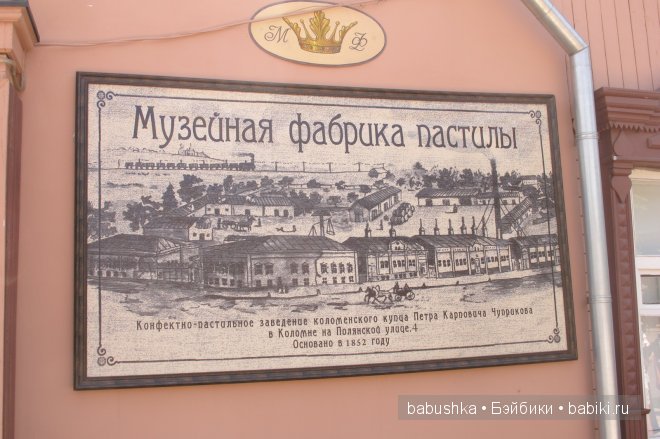 М Ф
Музейная фабрика пастилы
Конфектно-пастильное заведение коломенского купца Петра Карповича Чуприкова
в Коломне на Полянской улице,4
Основано в 1852 году
babushka • Бэйбики • babiki.ru